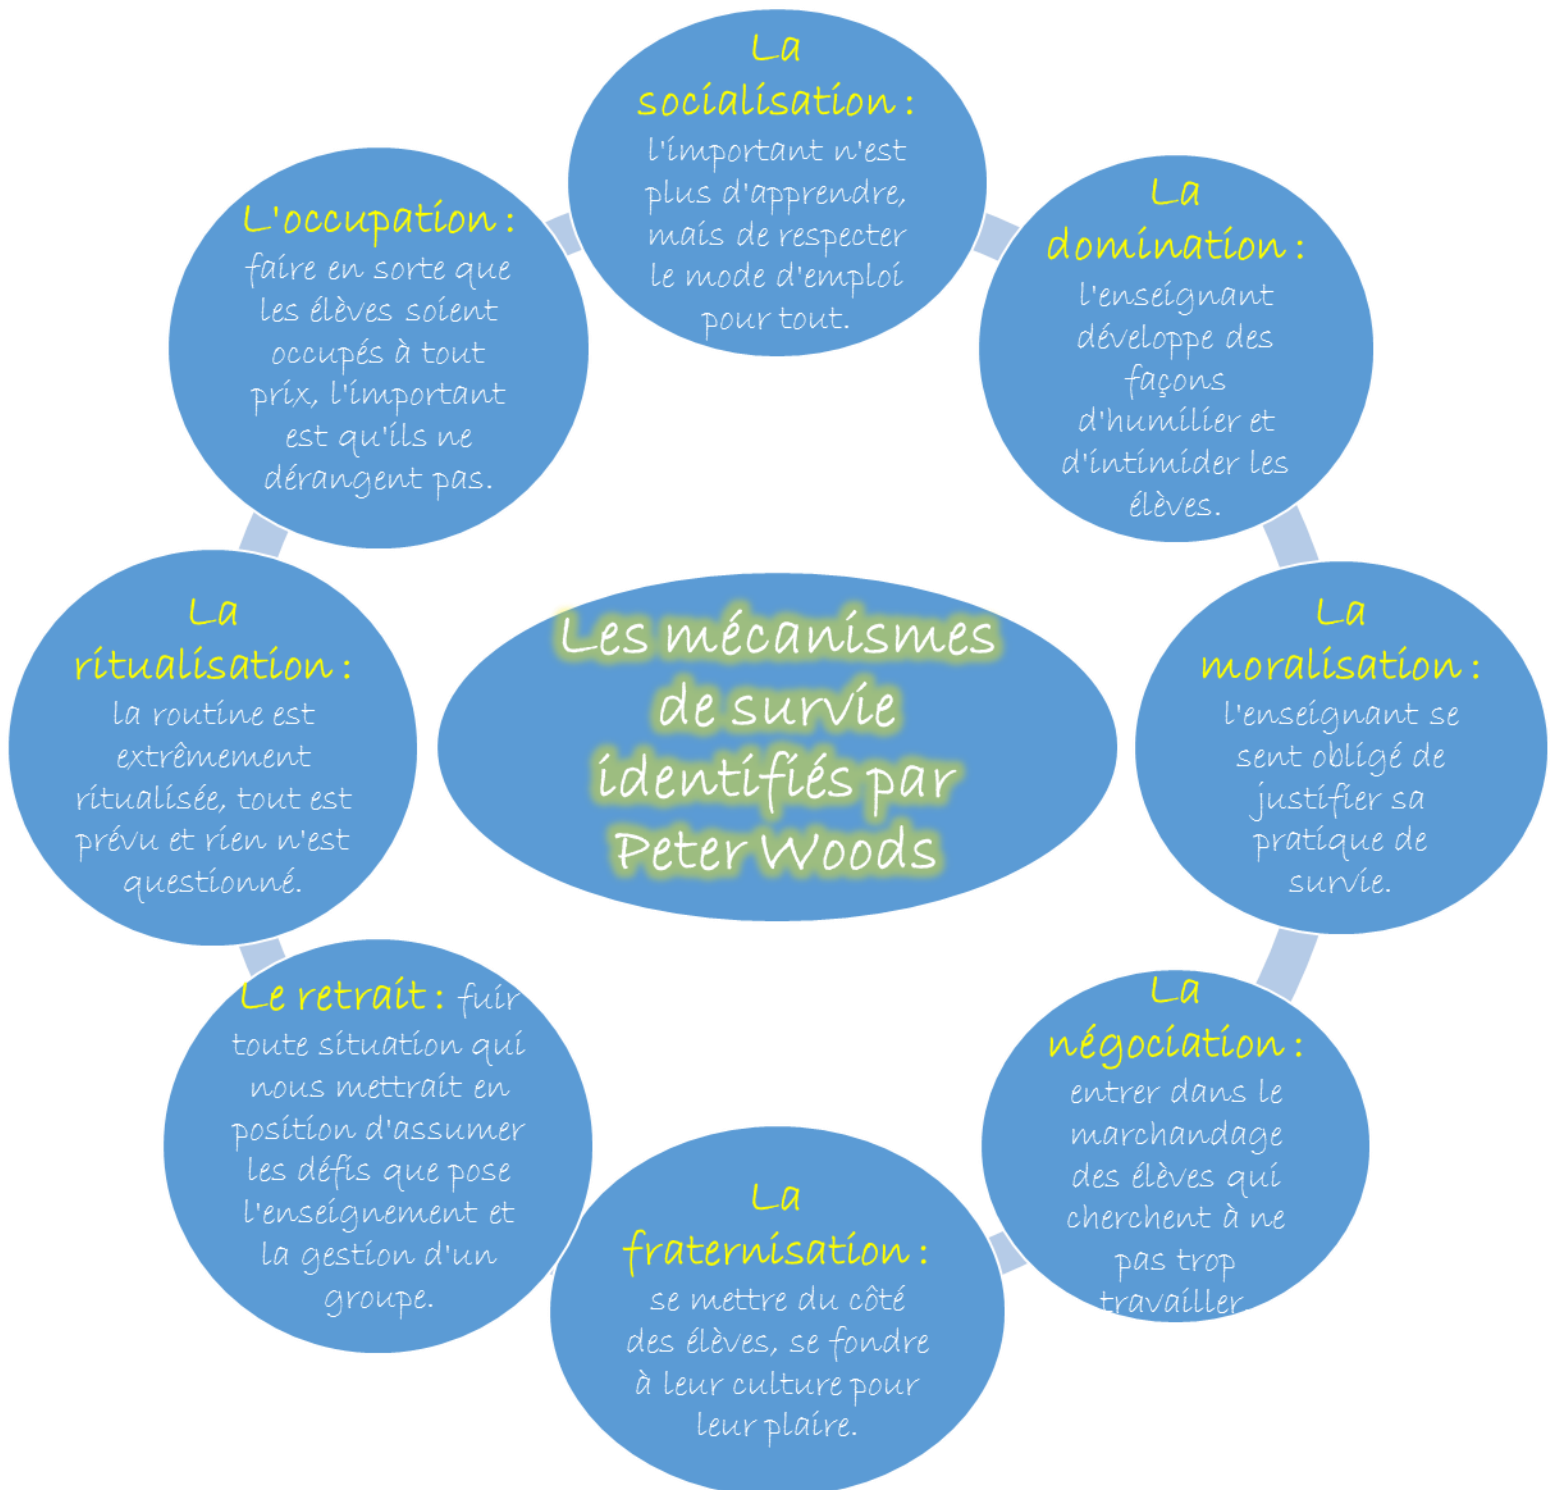 La
socialisation :
l'important n'est
plus d'apprendre,
mais de respecter
le mode d'emploi
pour tout.
La
domination :
l'enseignant
développe des
façons
d'humilier et
d'intimider les
élèves.
La
moralisation :
l'enseignant se
sent obligé de
justifier sa
pratique de
survie.
La
négociation :
entrer dans le
marchandage
des élèves qui
cherchent à ne
pas trop
travailler
La
fraternisation :
se mettre du côté
des élèves, se fondre
à leur culture pour
leur plaire.
Le retrait : fuir
toute situation qui
nous mettrait en
position d'assumer
les défis que pose
l'enseignement et
la gestion d'un
groupe.
La
ritualisation :
la routine est
extrêmement
ritualisée, tout est
prévu et rien n'est
questionné.
L'occupation :
faire en sorte que
les élèves soient
occupés à tout
prix, l'important
est qu'ils ne
dérangent pas.
Les mécanismes
de survie
identifiés par
Peter Woods